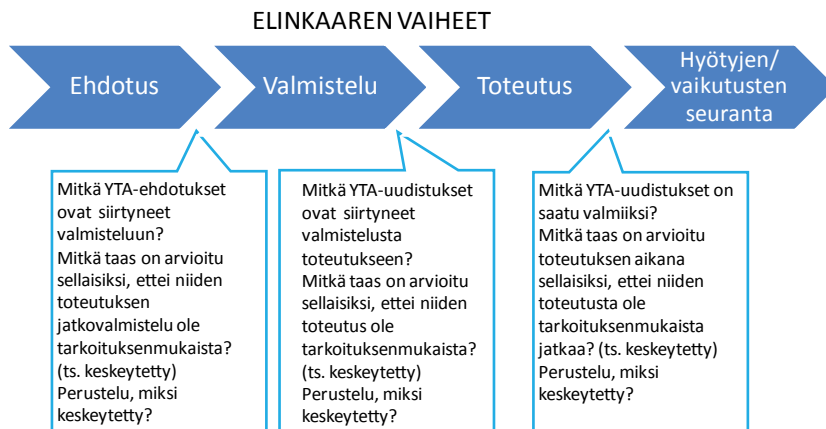 ELINKAAREN VAIHEET
Ehdotus
Valmistelu
Toteutus
Hyötyjen/
vaikutusten
seuranta
Mitkä YTA-ehdotukset
ovat siirtyneet
valmisteluun?
Mitkä taas on arvioitu
sellaisiksi, ettei niiden
toteutuksen
jatkovalmistelu ole
tarkoituksenmukaista?
(ts. keskeytetty)
Perustelu, miksi
keskeytetty?
Mitkä YTA-uudistukset
ovat siirtyneet
valmistelusta
toteutukseen?
Mitkä taas on arvioitu
sellaisiksi, ettei niiden
toteutus ole
tarkoituksenmukaista?
(ts. keskeytetty)
Perustelu, miksi
keskeytetty?
Mitkä YTA-uudistukset on
saatu valmiiksi?
Mitkä taas on arvioitu
toteutuksen aikana
sellaisiksi, ettei niiden
toteutusta ole
tarkoituksenmukaista
jatkaa? (ts. keskeytetty)
Perustelu, miksi
keskeytetty?